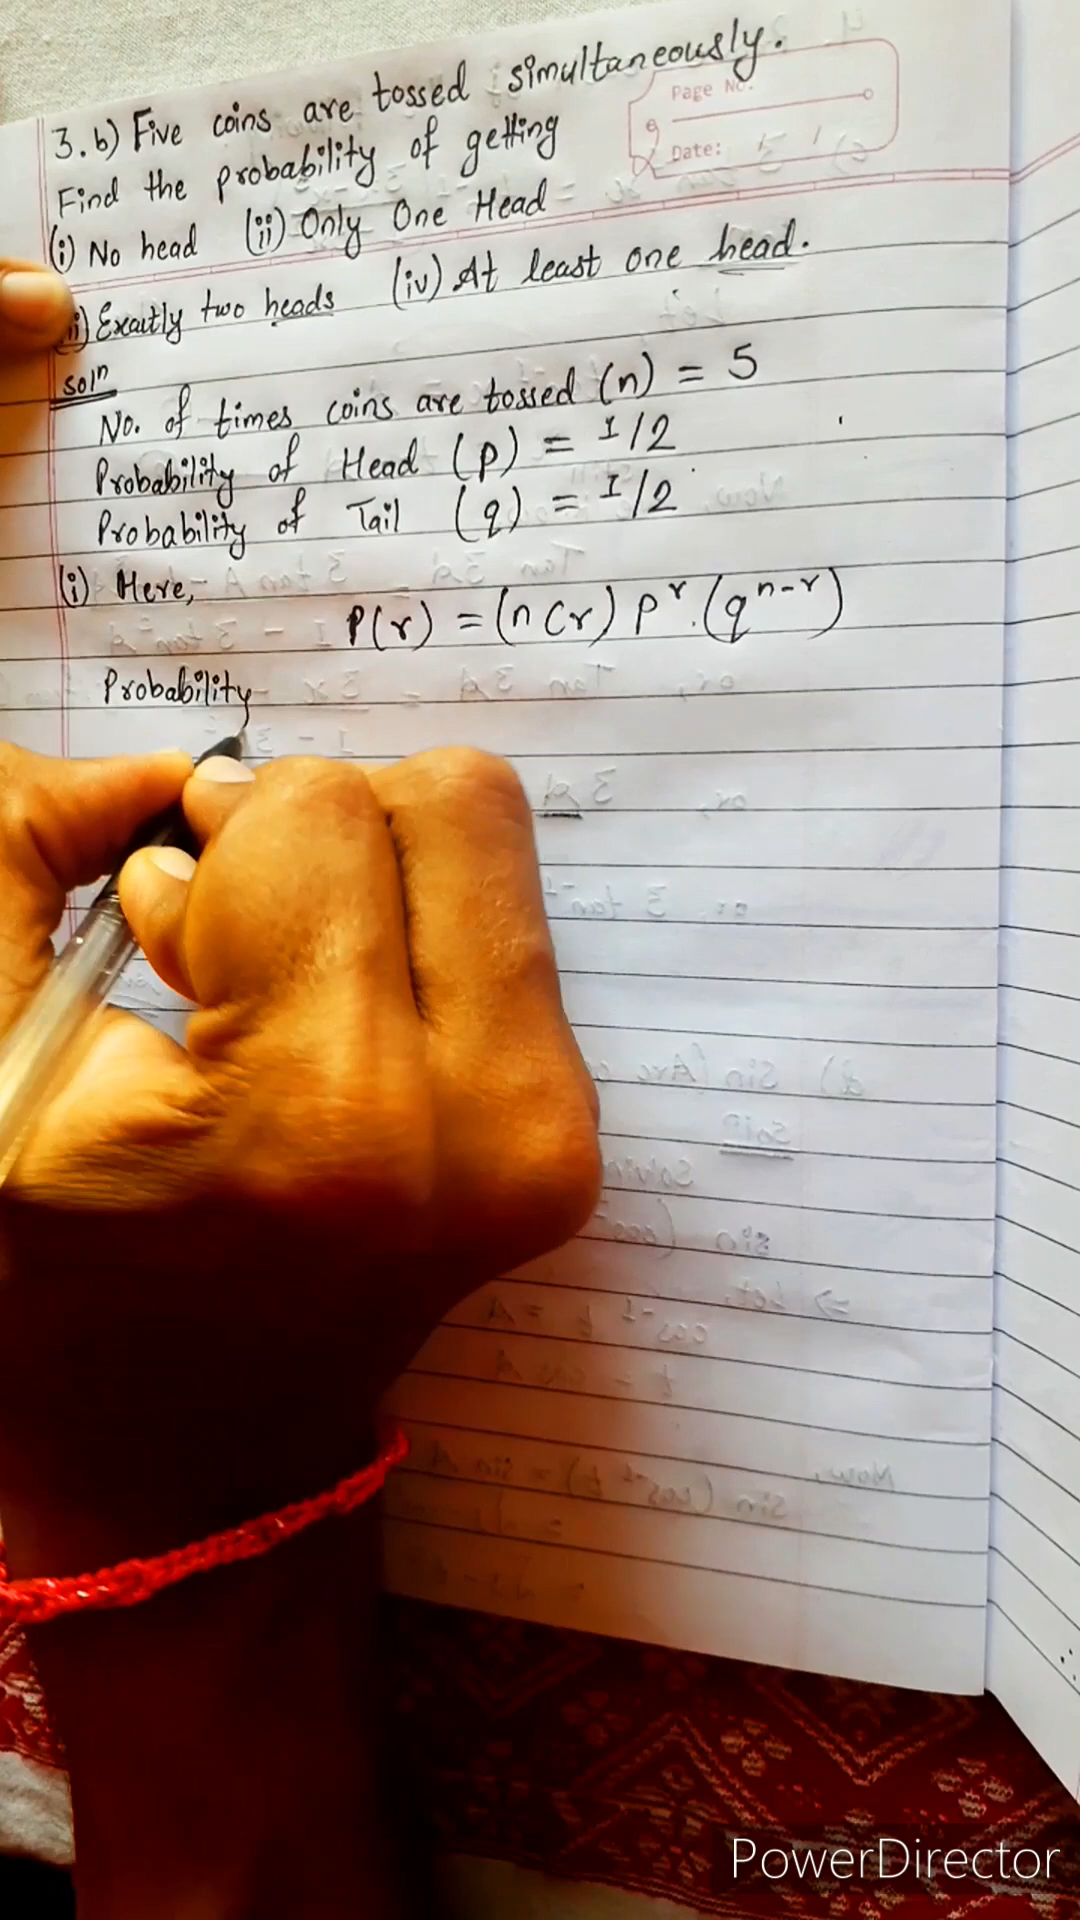 3. b) Five coins are tossed simultaneously.
Find the probability of getting
(i) No head (ii) Only One Head
ii) Exactly two heads (iv) At least one head.
Page No.
Date:
soln
No. of times coins are tossed (n) = 5
Probability of Head (p) = 1/2
Probability of Tail (q) = 1/2
(i) Here,
P(r) = (n Cr) p^r . (q^n-r)
Probability
PowerDirector